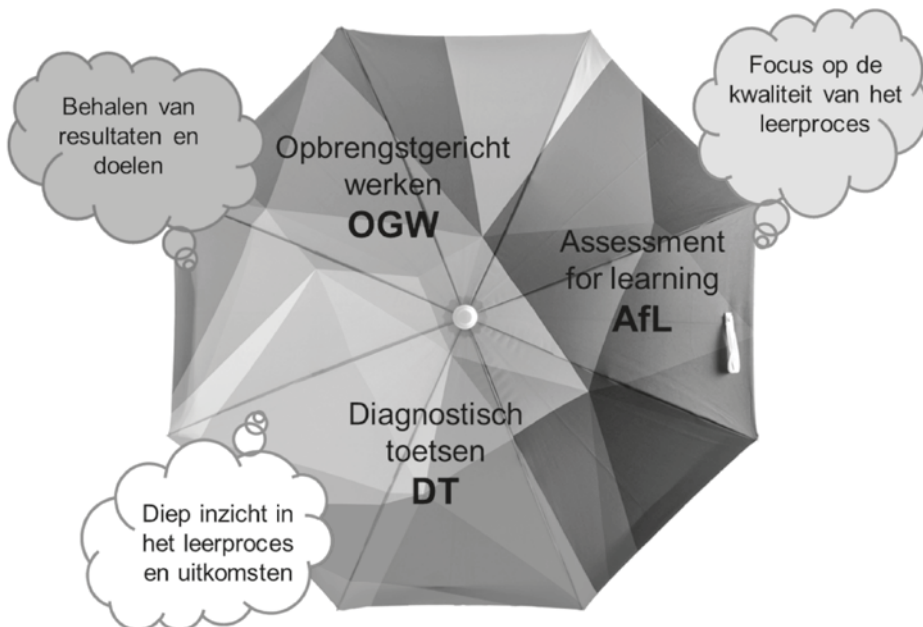 Behalen van
resultaten en
doelen
Opbrengstgericht
werken
OGW
Focus op de
kwaliteit van het
leerproces
Assessment
for learning
AfL
Diagnostisch
toetsen
DT
Diep inzicht in
het leerproces
en uitkomsten